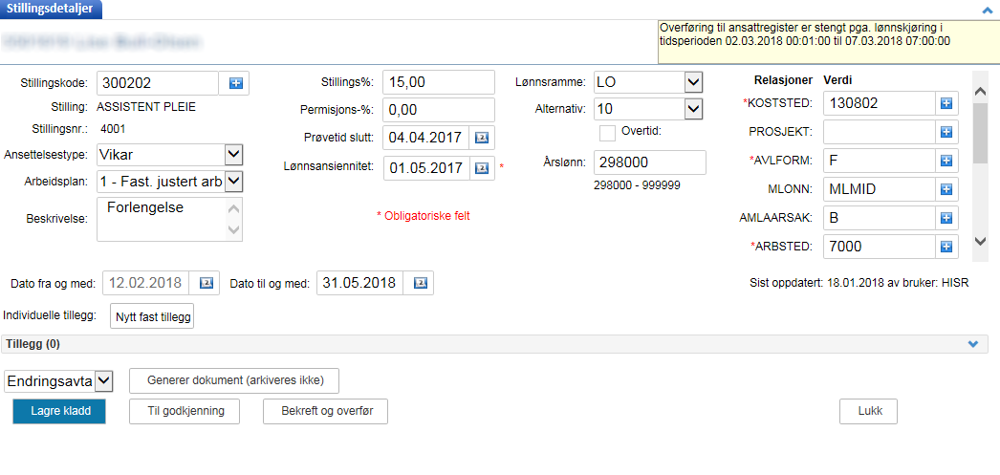 Stillingsdetaljer
Overføring til ansattregister er stengt pga. lønnskjøring i
tidsperioden 02.03.2018 00:01:00 til 07.03.2018 07:00:00
Stillingskode: 300202
Stilling: ASSISTENT PLEIE
Stillingsnr.: 4001
Ansettelsestype: Vikar
Arbeidsplan: 1 - Fast. justert arb
Beskrivelse: Forlengelse
Stillings%: 15,00
Permisjons-%: 0,00
Prøvetid slutt: 04.04.2017
Lønnsansiennitet: 01.05.2017 *
* Obligatoriske felt
Lønnsramme: LO
Alternativ: 10
Overtid:
Årslønn: 298000
298000 - 999999
Relasjoner Verdi
*KOSTSTED: 130802
PROSJEKT:
*AVLFORM: F
MLONN: MLMID
AMLAARSAK: B
*ARBSTED: 7000
Dato fra og med: 12.02.2018 Dato til og med: 31.05.2018
Sist oppdatert: 18.01.2018 av bruker: HISR
Individuelle tillegg: Nytt fast tillegg
Tillegg (0)
Endringsavta Generer dokument (arkiveres ikke)
Lagre kladd Til godkjenning Bekreft og overfør Lukk